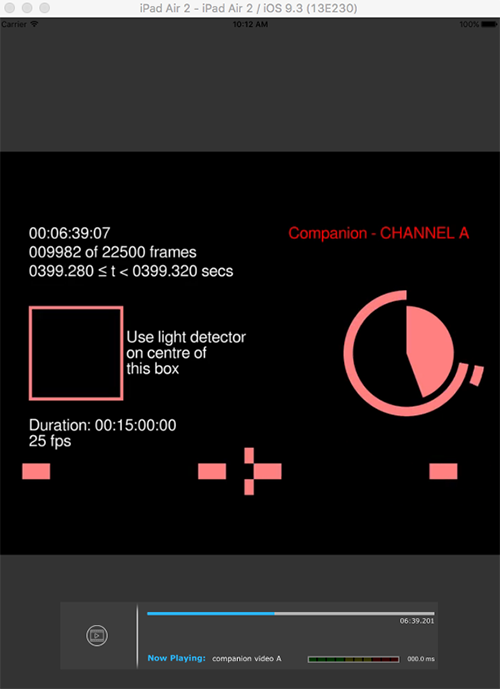 iPad Air 2 - iPad Air 2 / iOS 9.3 (13E230)
Carrier 10:12 AM 100%
00:06:39:07
009982 of 22500 frames
0399.280 ≤ t < 0399.320 secs
Companion - CHANNEL A
Use light detector
on centre of
this box
Duration: 00:15:00:00
25 fps
06:39.201
Now Playing: companion video A 000.0 ms